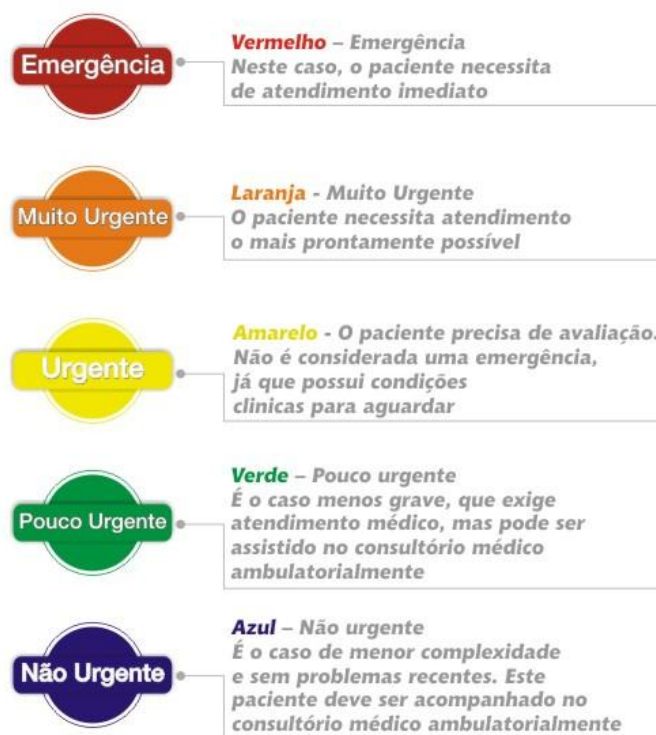 Emergência
Vermelho – Emergência
Neste caso, o paciente necessita
de atendimento imediato
Muito Urgente
Laranja - Muito Urgente
O paciente necessita atendimento
o mais prontamente possível
Urgente
Amarelo - O paciente precisa de avaliação.
Não é considerada uma emergência,
já que possui condições
clinicas para aguardar
Pouco Urgente
Verde – Pouco urgente
É o caso menos grave, que exige
atendimento médico, mas pode ser
assistido no consultório médico
ambulatorialmente
Não Urgente
Azul – Não urgente
É o caso de menor complexidade
e sem problemas recentes. Este
paciente deve ser acompanhado no
consultório médico ambulatorialmente